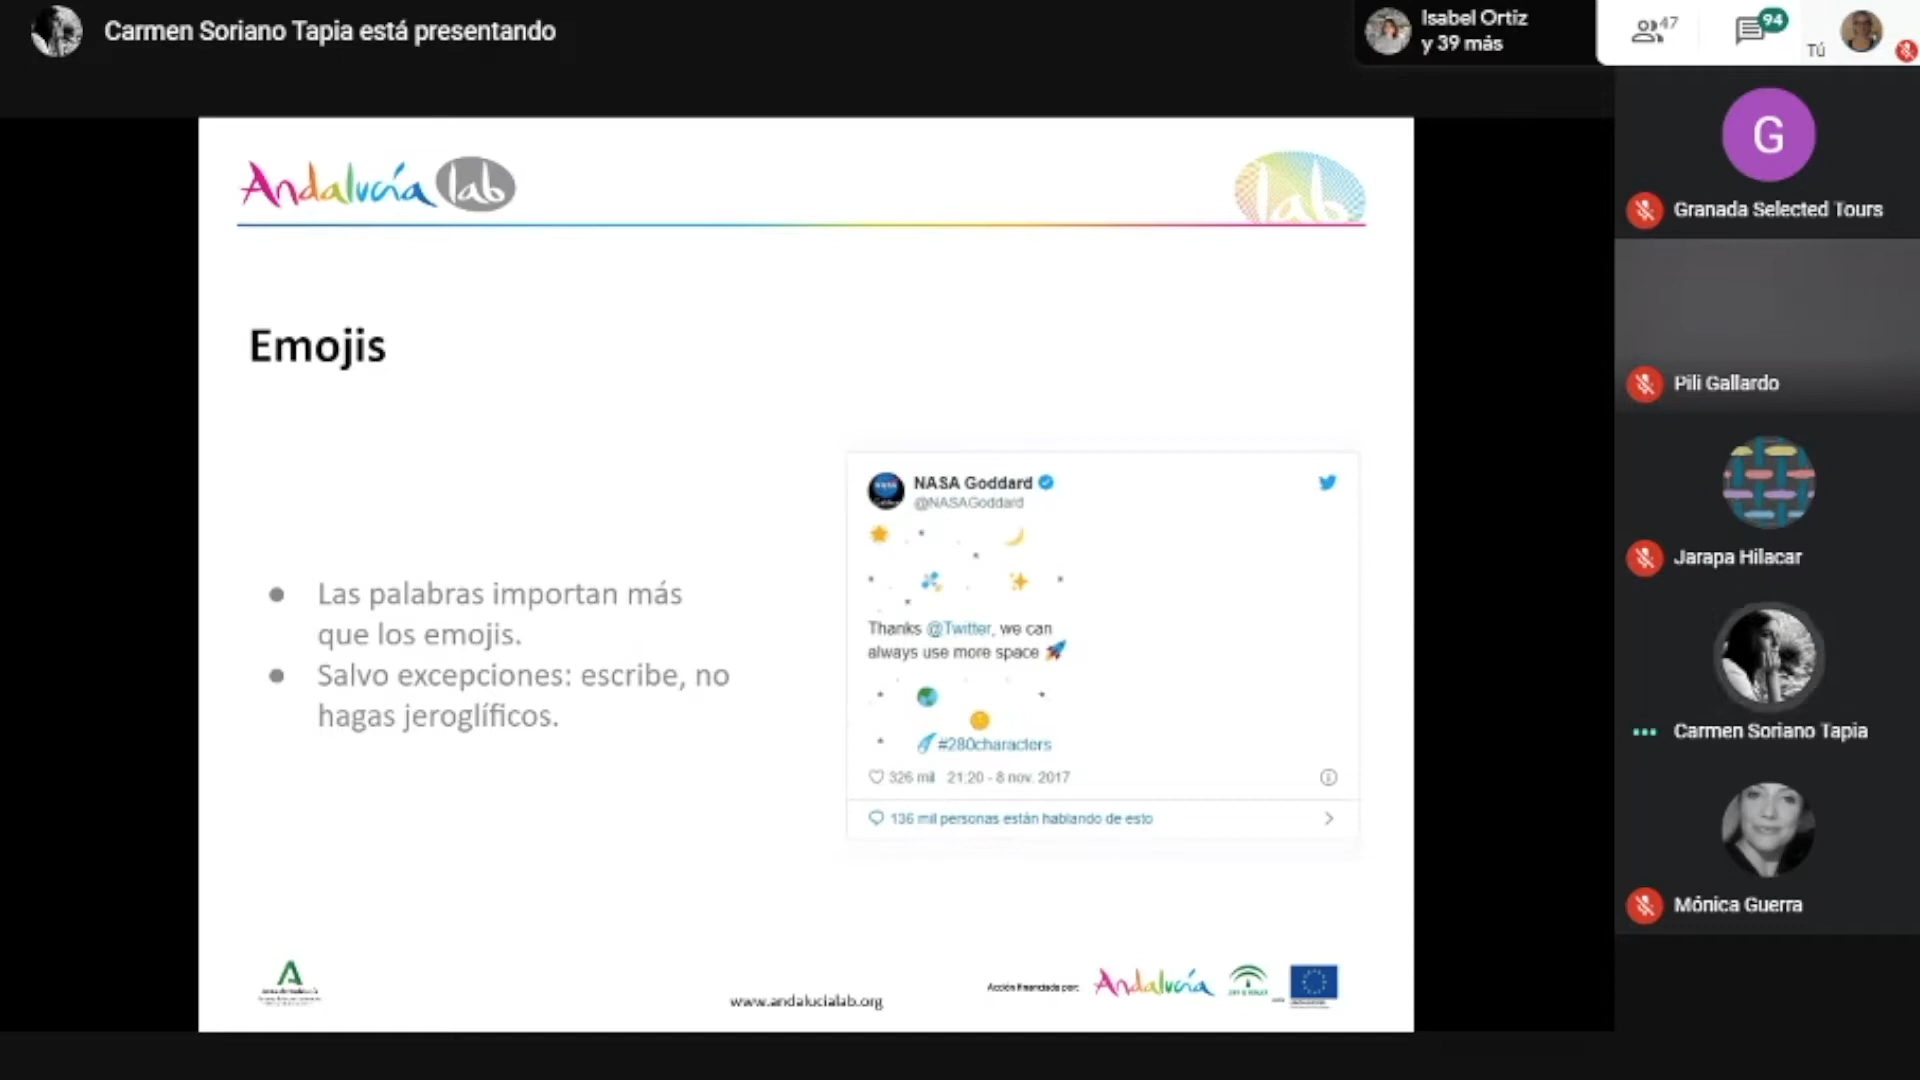 Carmen Soriano Tapia está presentando
Isabel Ortiz
y 39 más
47
94
Tú
Andalucía lab
lab
G
Granada Selected Tours
Pili Gallardo
Jarapa Hilacar
Carmen Soriano Tapia
Mónica Guerra
Emojis
● Las palabras importan más
que los emojis.
● Salvo excepciones: escribe, no
hagas jeroglíficos.
NASA Goddard
@NASAGoddard
Thanks @Twitter, we can
always use more space 🚀
#280characters
326 mil 21:20 - 8 nov. 2017
136 mil personas están hablando de esto
www.andalucialab.org
Acción financiada por:
Andalucía